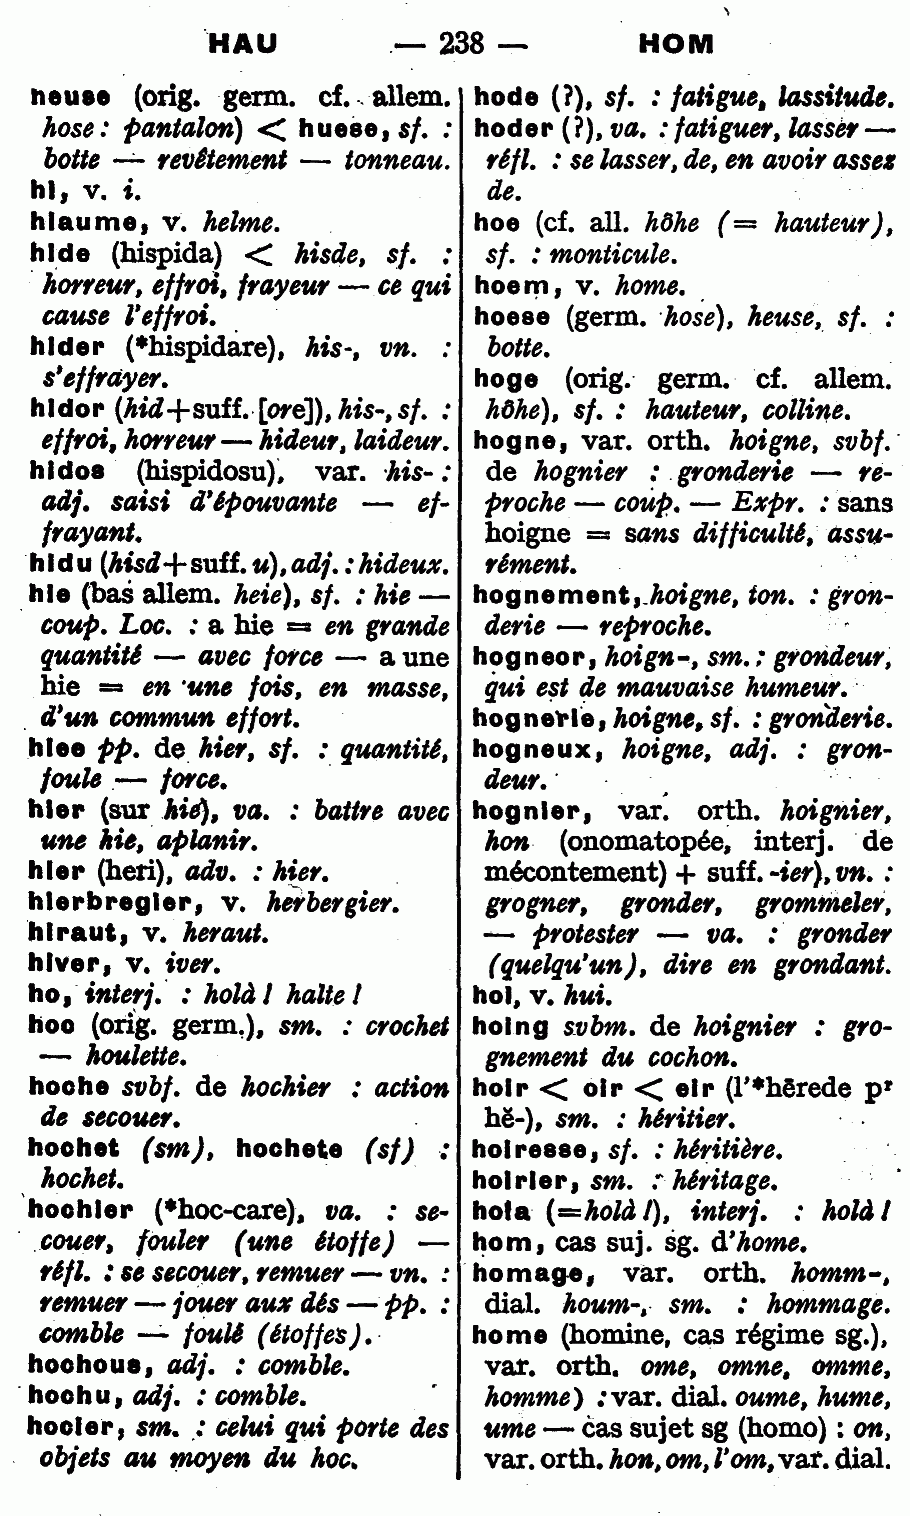 HAU — 238 — HOM
heuse (orig. germ. cf. allem.
hose : pantalon) < huese, sf. :
botte — revêtement — tonneau.
hi, v. i.
hiaume, v. helme.
hide (hispida) < hisde, sf. :
horreur, effroi, frayeur — ce qui
cause l'effroi.
hider (*hispidare), his-, vn. :
s'effrayer.
hidor (hid+suff. [ore]), his-, sf. :
effroi, horreur — hideur, laideur.
hidos (hispidosu), var. his- :
adj. saisi d'épouvante — ef-
frayant.
hidu (hisd+suff. u), adj. : hideux.
hie (bas allem. heie), sf. : hie —
coup. Loc. : a hie = en grande
quantité — avec force — a une
hie = en une fois, en masse,
d'un commun effort.
hiee pp. de hier, sf. : quantité,
foule — force.
hier (sur hie), va. : battre avec
une hie, aplanir.
hier (heri), adv. : hier.
hierbregier, v. herbergier.
hiraut, v. heraut.
hiver, v. iver.
ho, interj. : holà ! halte !
hoc (orig. germ.), sm. : crochet
— houlette.
hoche svbf. de hochier : action
de secouer.
hochet (sm), hochete (sf) :
hochet.
hochier (*hoc-care), va. : se-
couer, fouler (une étoffe) —
réfl. : se secouer, remuer — vn. :
remuer — jouer aux dés — pp. :
comble — foulé (étoffes).
hochous, adj. : comble.
hochu, adj. : comble.
hocier, sm. : celui qui porte des
objets au moyen du hoc.
hode (?), sf. : fatigue, lassitude.
hoder (?), va. : fatiguer, lasser —
réfl. : se lasser, de, en avoir assez
de.
hoe (cf. all. hôhe (= hauteur),
sf. : monticule.
hoem, v. home.
hoese (germ. hose), heuse, sf. :
botte.
hoge (orig. germ. cf. allem.
hôhe), sf. : hauteur, colline.
hogne, var. orth. hoigne, svbf.
de hognier : gronderie — re-
proche — coup. — Expr. : sans
hoigne = sans difficulté, assu-
rément.
hognement, hoigne, ton. : gron-
derie — reproche.
hogneor, hoign-, sm. : grondeur,
qui est de mauvaise humeur.
hognerie, hoigne, sf. : gronderie.
hogneux, hoigne, adj. : gron-
deur.
hognier, var. orth. hoignier,
hon (onomatopée, interj. de
mécontement) + suff. -ier), vn. :
grogner, gronder, grommeler,
— protester — va. : gronder
(quelqu'un), dire en grondant.
hoi, v. hui.
hoing svbm. de hoignier : gro-
gnement du cochon.
hoir < oir < eir (l'*hērede pʳ
hĕ-), sm. : héritier.
hoiresse, sf. : héritière.
hoirier, sm. : héritage.
hola (=holà !), interj. : holà !
hom, cas suj. sg. d'home.
homage, var. orth. homm-,
dial. houm-, sm. : hommage.
home (homine, cas régime sg.),
var. orth. ome, omne, omme,
homme) : var. dial. oume, hume,
ume — cas sujet sg (homo) : on,
var. orth. hon, om, l'om, var. dial.